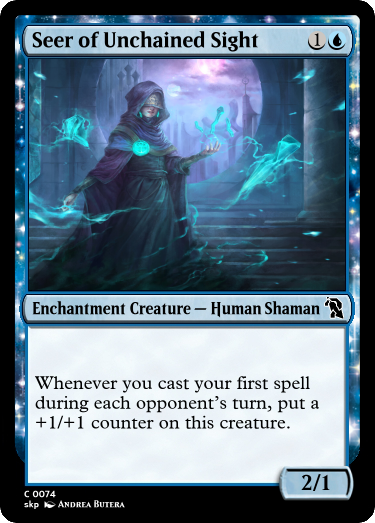 Seer of Unchained Sight 1
Enchantment Creature — Human Shaman
Whenever you cast your first spell
during each opponent's turn, put a
+1/+1 counter on this creature.
2/1
C 0074
skp Andrea Butera